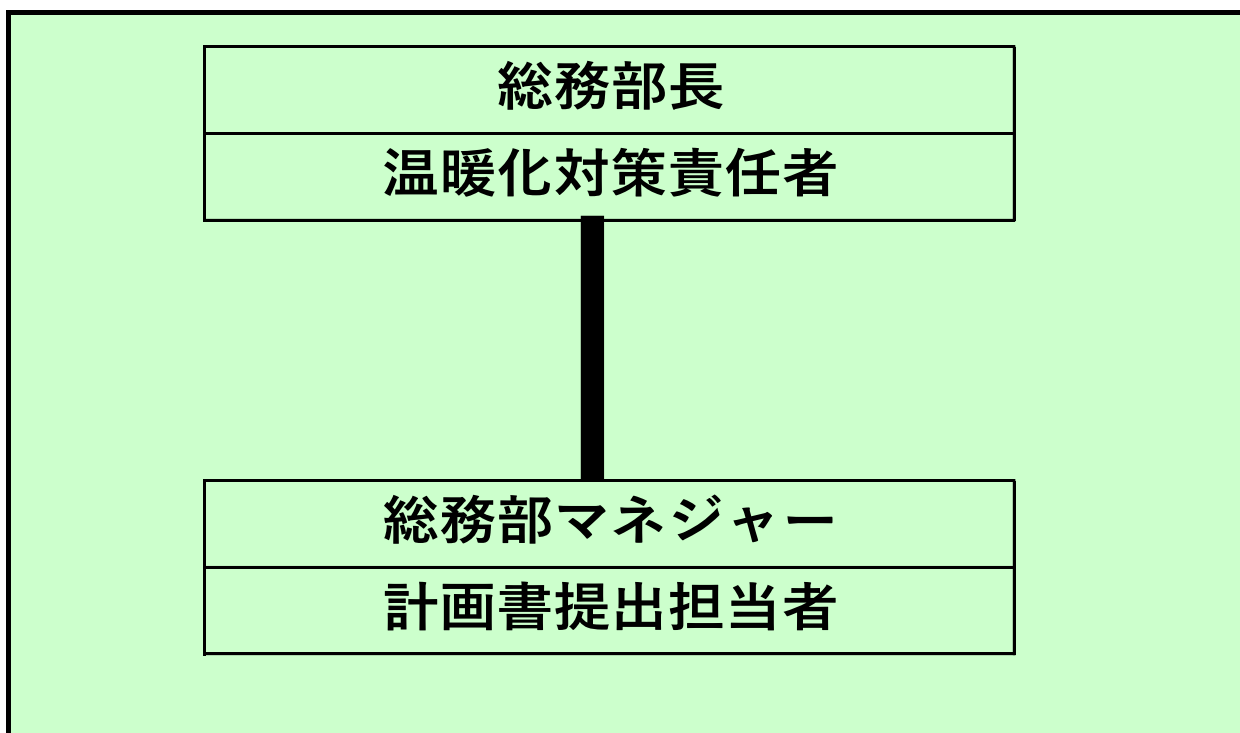 総務部長
温暖化対策責任者
総務部マネジャー
計画書提出担当者